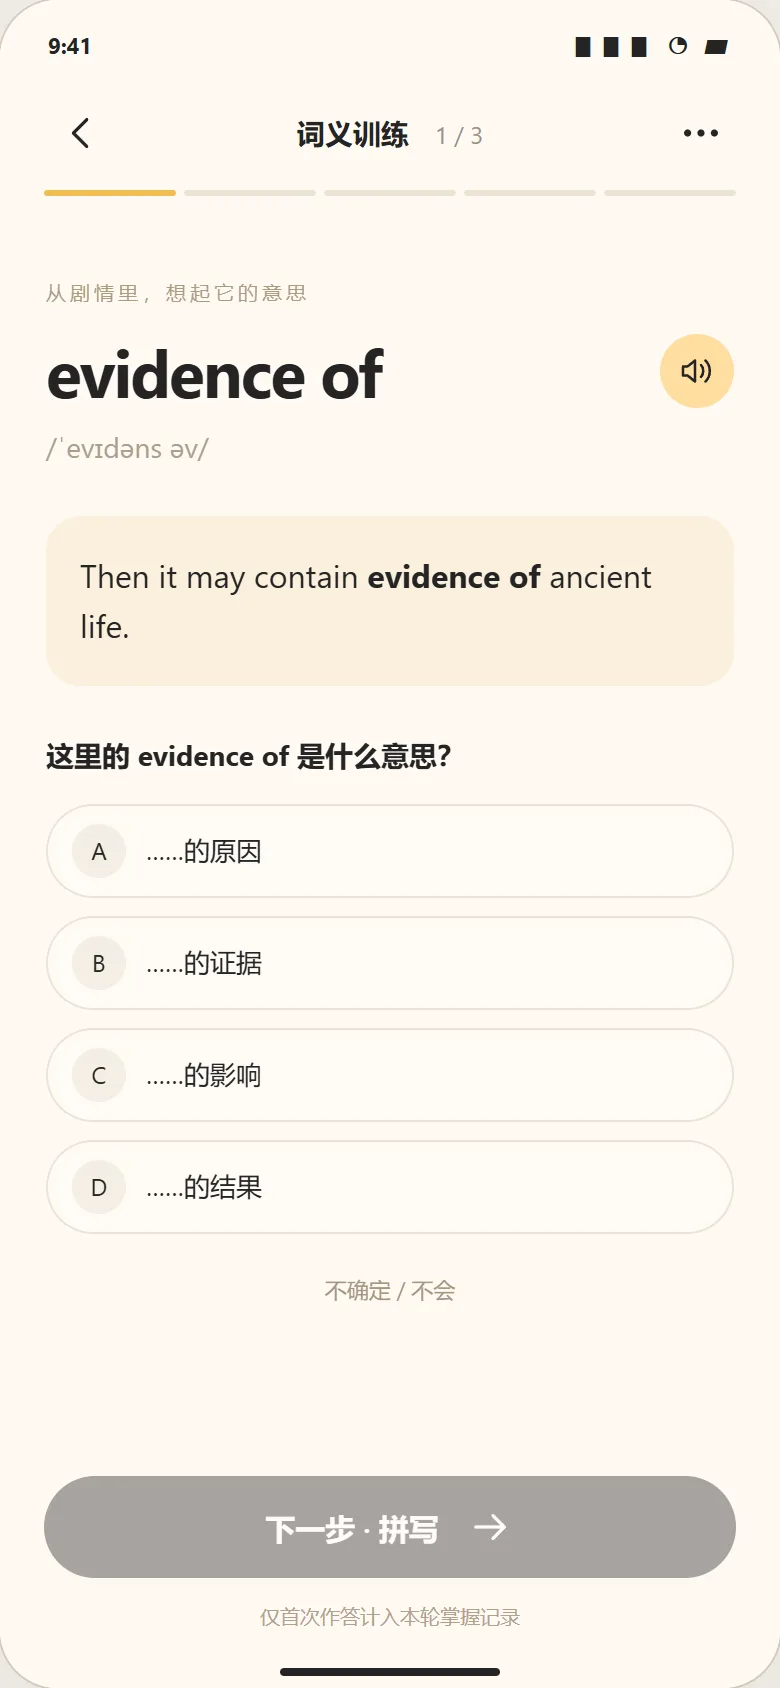 9:41
词义训练 1 / 3
从剧情里，想起它的意思
evidence of
/ˈevɪdəns əv/
Then it may contain evidence of ancient
life.
这里的 evidence of 是什么意思？
A ……的原因
B ……的证据
C ……的影响
D ……的结果
不确定 / 不会
下一步 · 拼写 →
仅首次作答计入本轮掌握记录